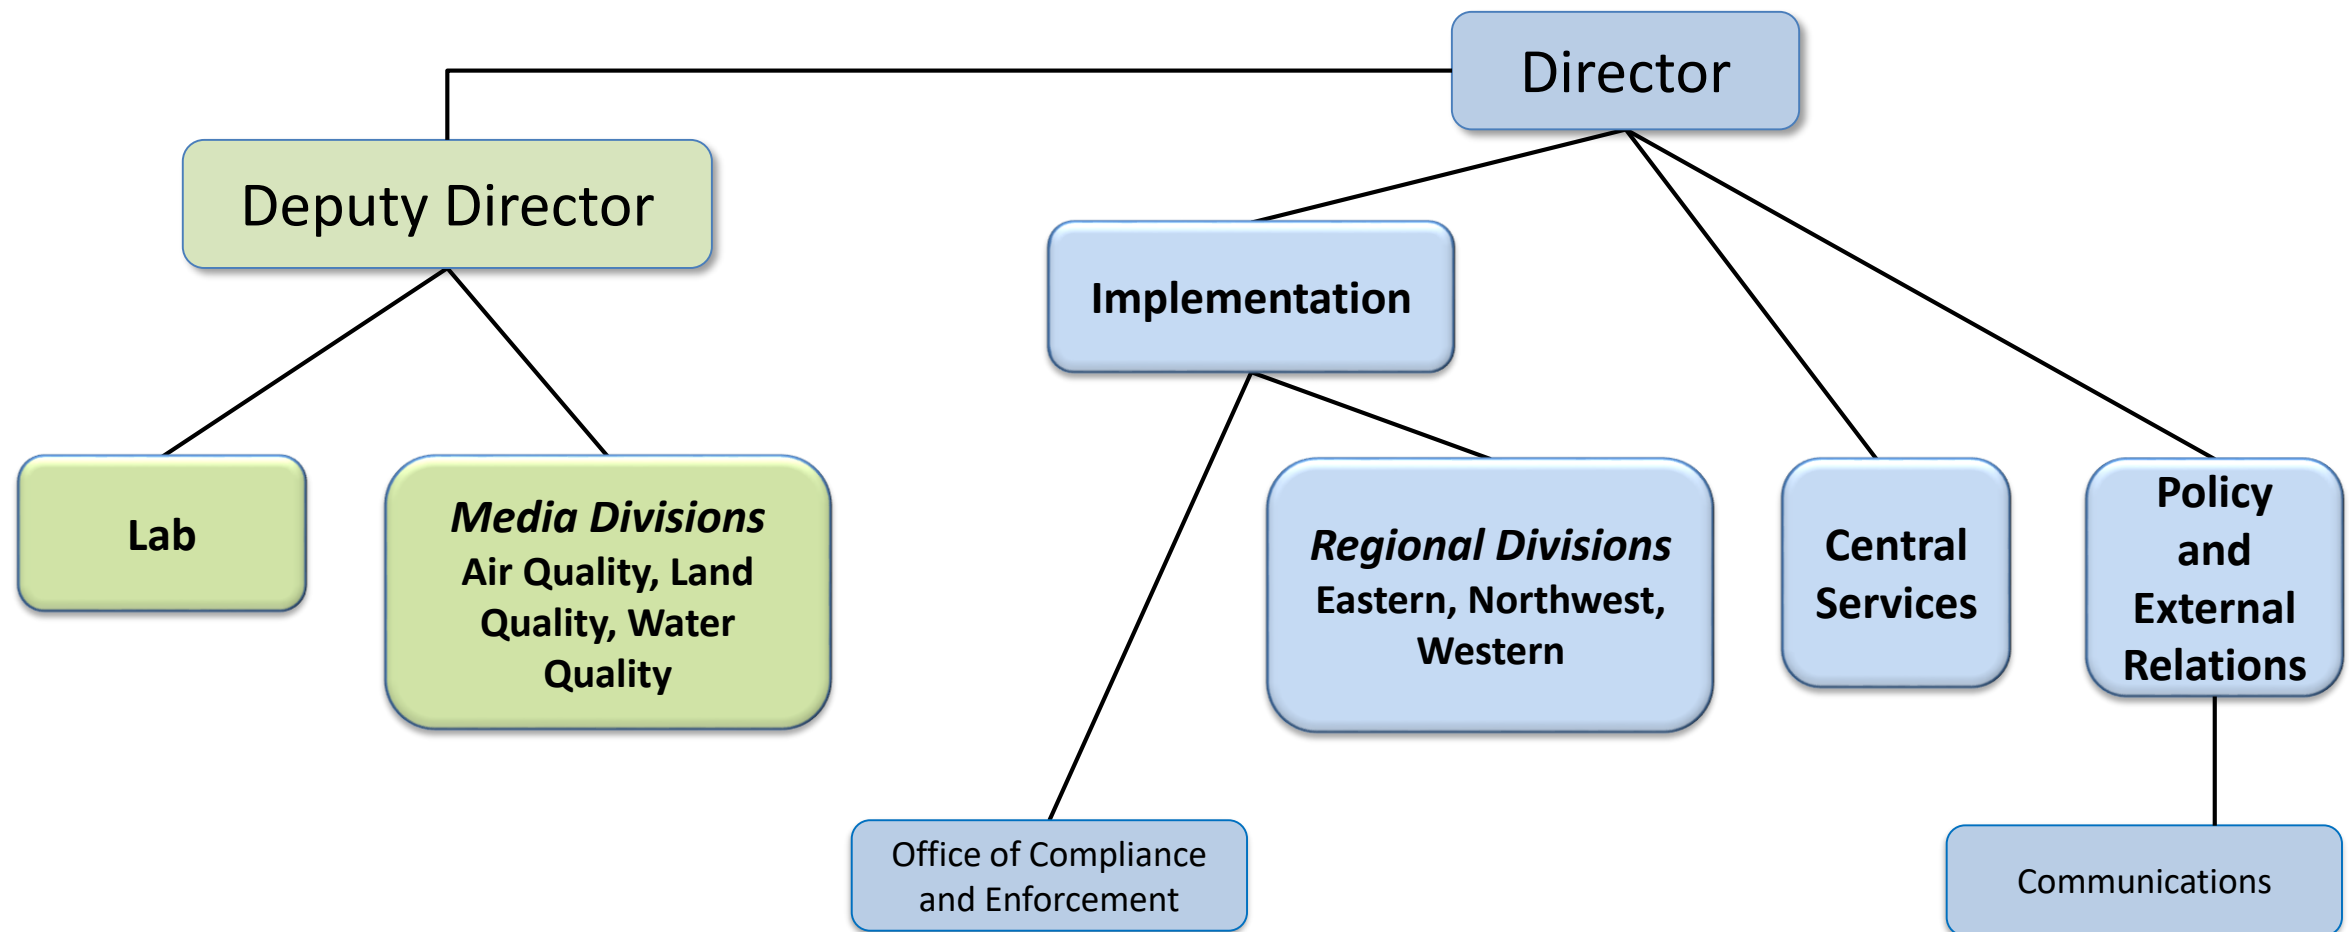 Director
Deputy Director
Implementation
Lab
Media Divisions
Air Quality, Land
Quality, Water
Quality
Regional Divisions
Eastern, Northwest,
Western
Central
Services
Policy
and
External
Relations
Office of Compliance
and Enforcement
Communications